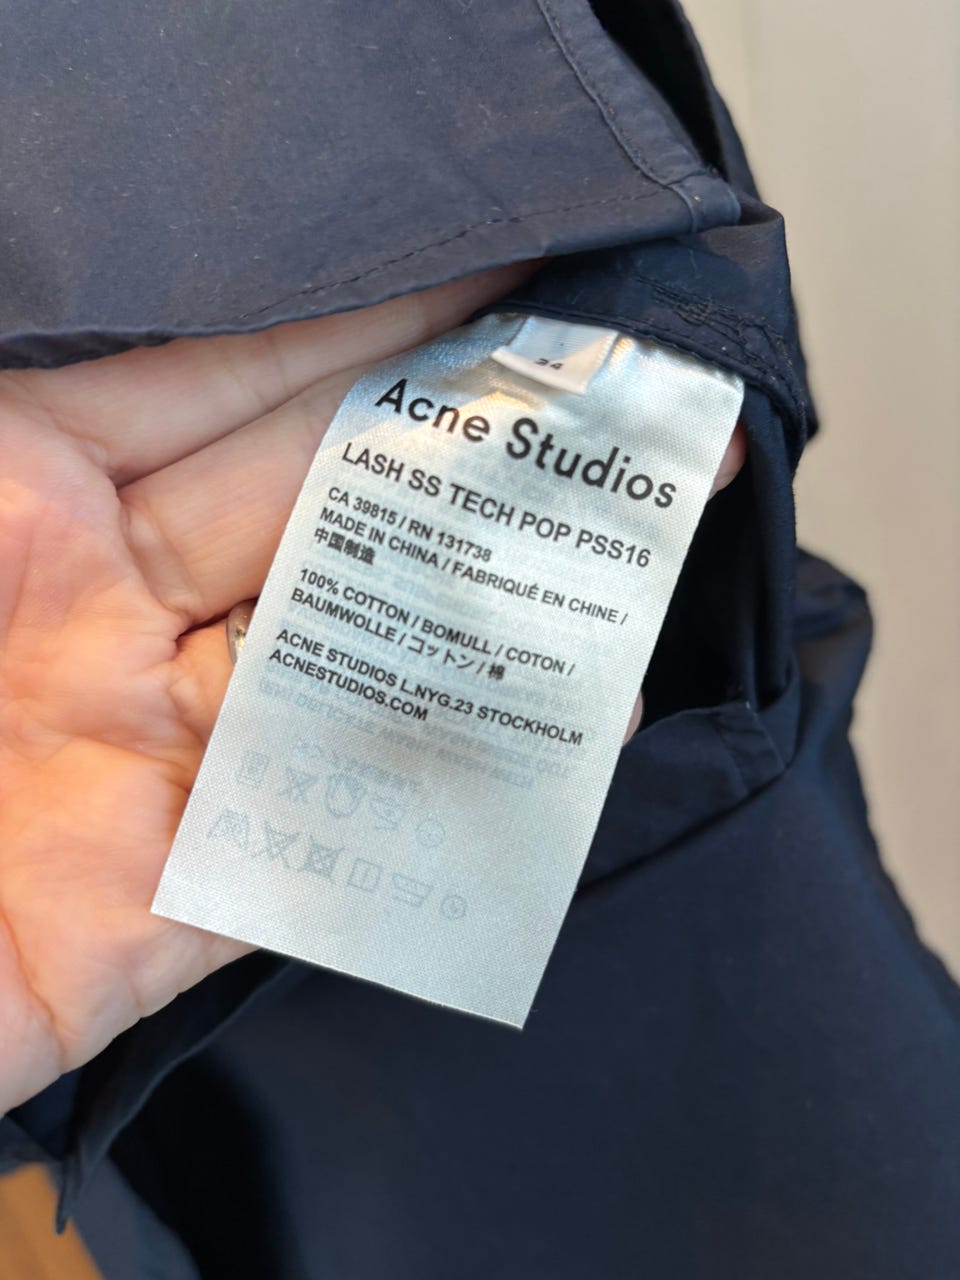 34
Acne Studios
LASH SS TECH POP PSS16
CA 39815 / RN 131738
MADE IN CHINA / FABRIQUÉ EN CHINE /
中国制造
100% COTTON / BOMULL / COTON /
BAUMWOLLE / コットン / 棉
ACNE STUDIOS L.NYG.23 STOCKHOLM
ACNESTUDIOS.COM